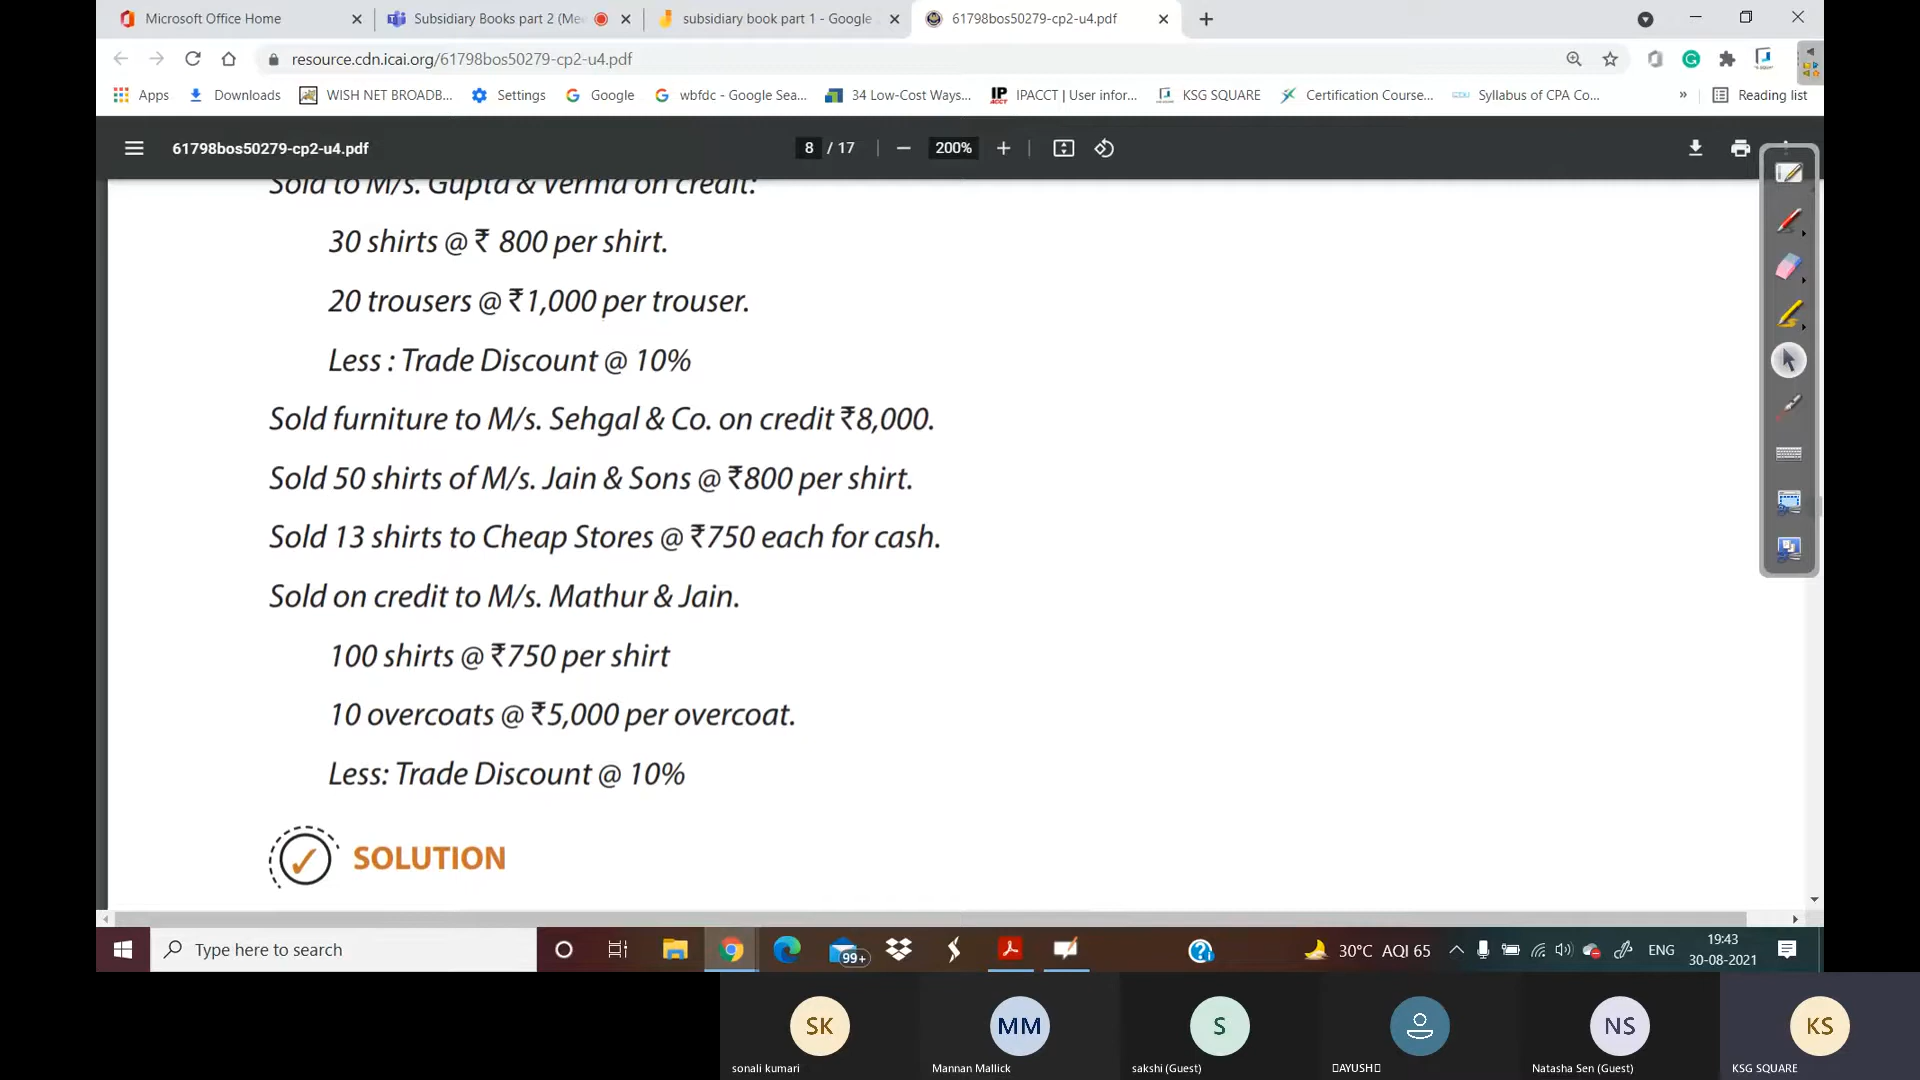 Microsoft Office Home
Subsidiary Books part 2 (Mee
subsidiary book part 1 - Google
61798bos50279-cp2-u4.pdf
resource.cdn.icai.org/61798bos50279-cp2-u4.pdf
Apps
Downloads
WISH NET BROADB...
Settings
Google
wbfdc - Google Sea...
34 Low-Cost Ways...
IPACCT | User infor...
KSG SQUARE
Certification Course...
Syllabus of CPA Co...
»
Reading list
61798bos50279-cp2-u4.pdf
8 / 17
200%
Sold to M/s. Gupta & Verma on credit:
30 shirts @ ₹ 800 per shirt.
20 trousers @ ₹1,000 per trouser.
Less : Trade Discount @ 10%
Sold furniture to M/s. Sehgal & Co. on credit ₹8,000.
Sold 50 shirts of M/s. Jain & Sons @ ₹800 per shirt.
Sold 13 shirts to Cheap Stores @ ₹750 each for cash.
Sold on credit to M/s. Mathur & Jain.
100 shirts @ ₹750 per shirt
10 overcoats @ ₹5,000 per overcoat.
Less: Trade Discount @ 10%
SOLUTION
Type here to search
99+
30°C AQI 65
ENG
19:43
30-08-2021
SK
MM
S
NS
KS
sonali kumari
Mannan Mallick
sakshi (Guest)
AYUSH
Natasha Sen (Guest)
KSG SQUARE